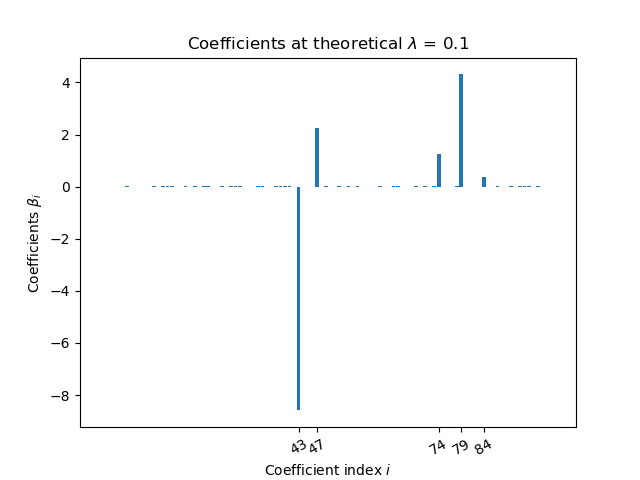 Coefficients at theoretical λ = 0.1
4
2
0
−2
−4
−6
−8
Coefficients βᵢ
43 47 74 79 84
Coefficient index i